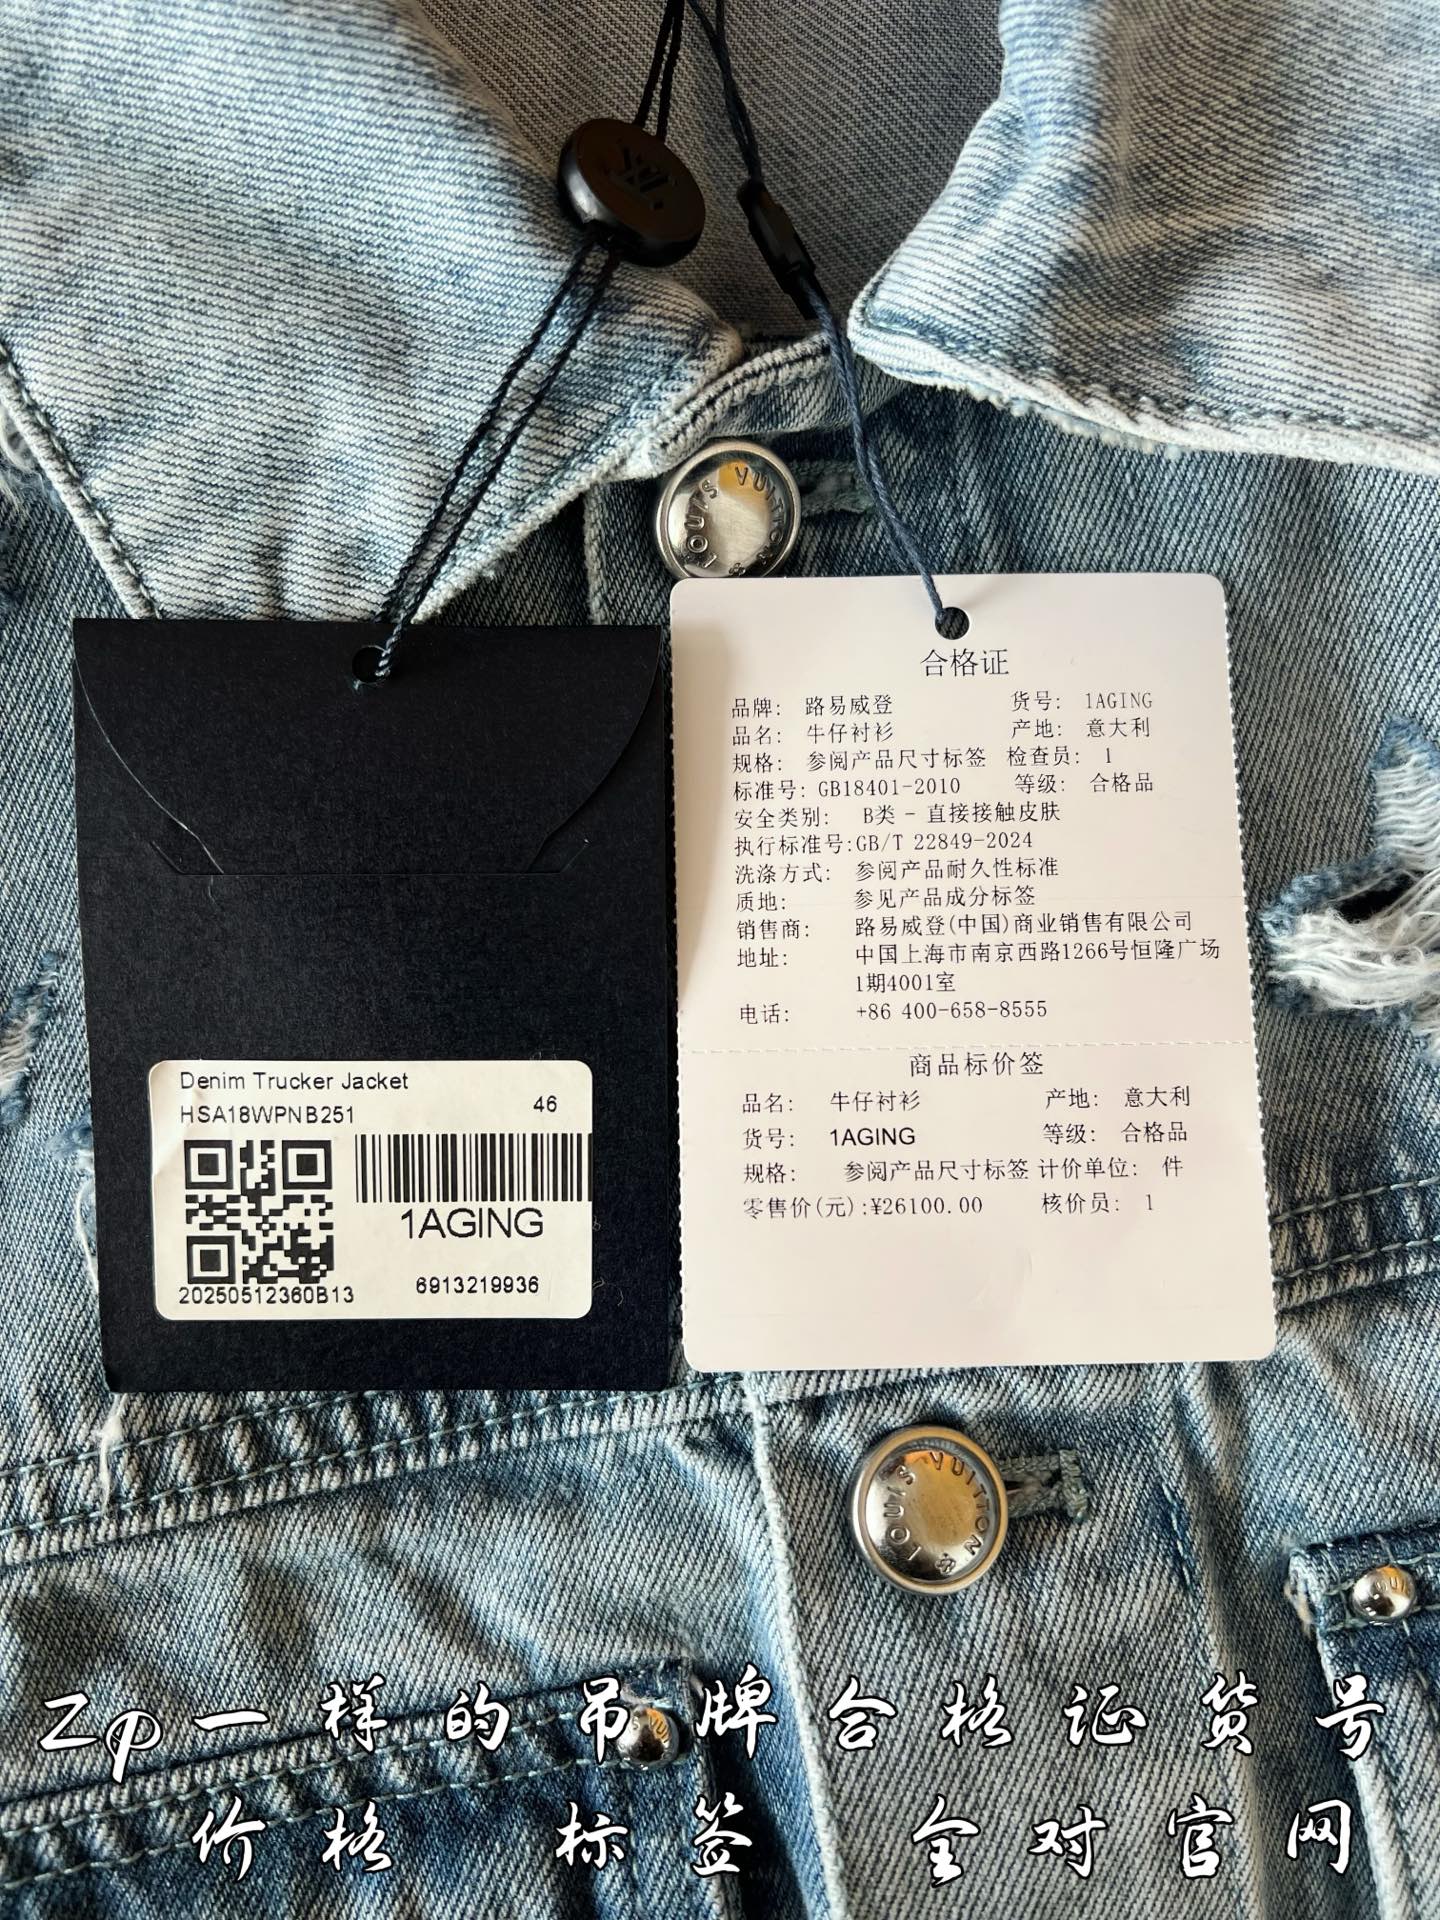 LOUIS VUITTON
Denim Trucker Jacket
HSA18WPNB251
46
1AGING
20250512360B13
6913219936
合格证
品牌: 路易威登 货号: 1AGING
品名: 牛仔衬衫 产地: 意大利
规格: 参阅产品尺寸标签 检查员: 1
标准号: GB18401-2010 等级: 合格品
安全类别: B类 - 直接接触皮肤
执行标准号:GB/T 22849-2024
洗涤方式: 参阅产品耐久性标准
质地: 参见产品成分标签
销售商: 路易威登(中国)商业销售有限公司
地址: 中国上海市南京西路1266号恒隆广场
1期4001室
电话: +86 400-658-8555
商品标价签
品名: 牛仔衬衫 产地: 意大利
货号: 1AGING 等级: 合格品
规格: 参阅产品尺寸标签 计价单位: 件
零售价(元):¥26100.00 核价员: 1
LOUIS VUITTON
Zp一样的吊牌合格证货号
价格 标签 全对官网